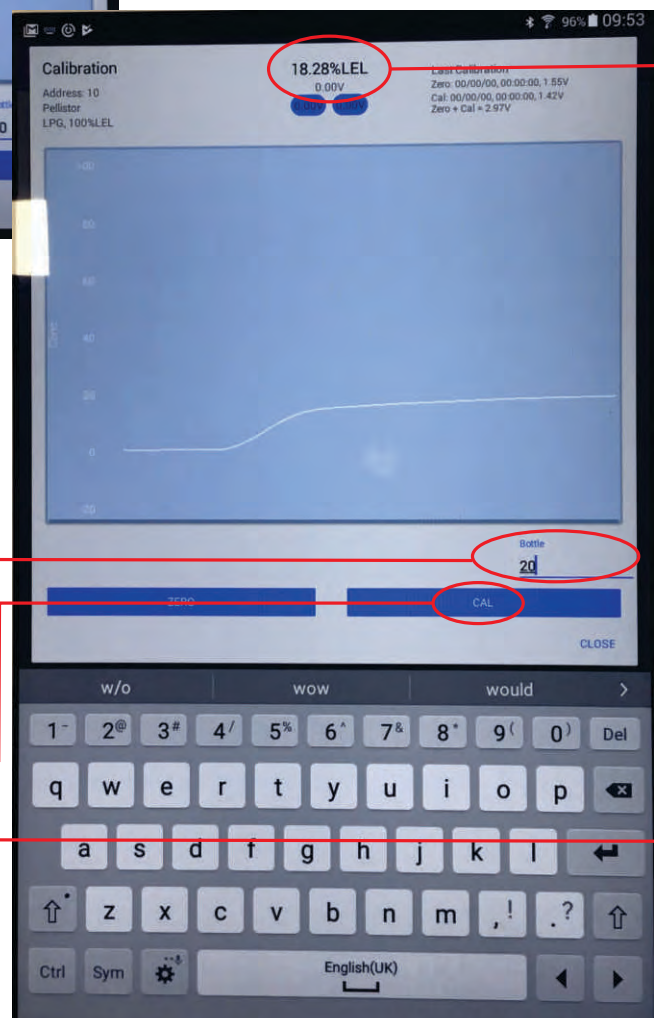 96% 09:53
Calibration
Address: 10
Pellistor
LPG, 100%LEL
18.28%LEL
0.00V
0.00V 0.00V
Last Calibration
Zero: 00/00/00, 00:00:00, 1.55V
Cal: 00/00/00, 00:00:00, 1.42V
Zero + Cal = 2.97V
100
80
60
40
20
0
-20
Bottle
20
ZERO
CAL
CLOSE
w/o wow would >
1 - 2 @ 3 # 4 / 5 % 6 ^ 7 & 8 * 9 ( 0 ) Del
q w e r t y u i o p
a s d f g h j k l
z x c v b n m , ! . ?
Ctrl Sym English(UK)